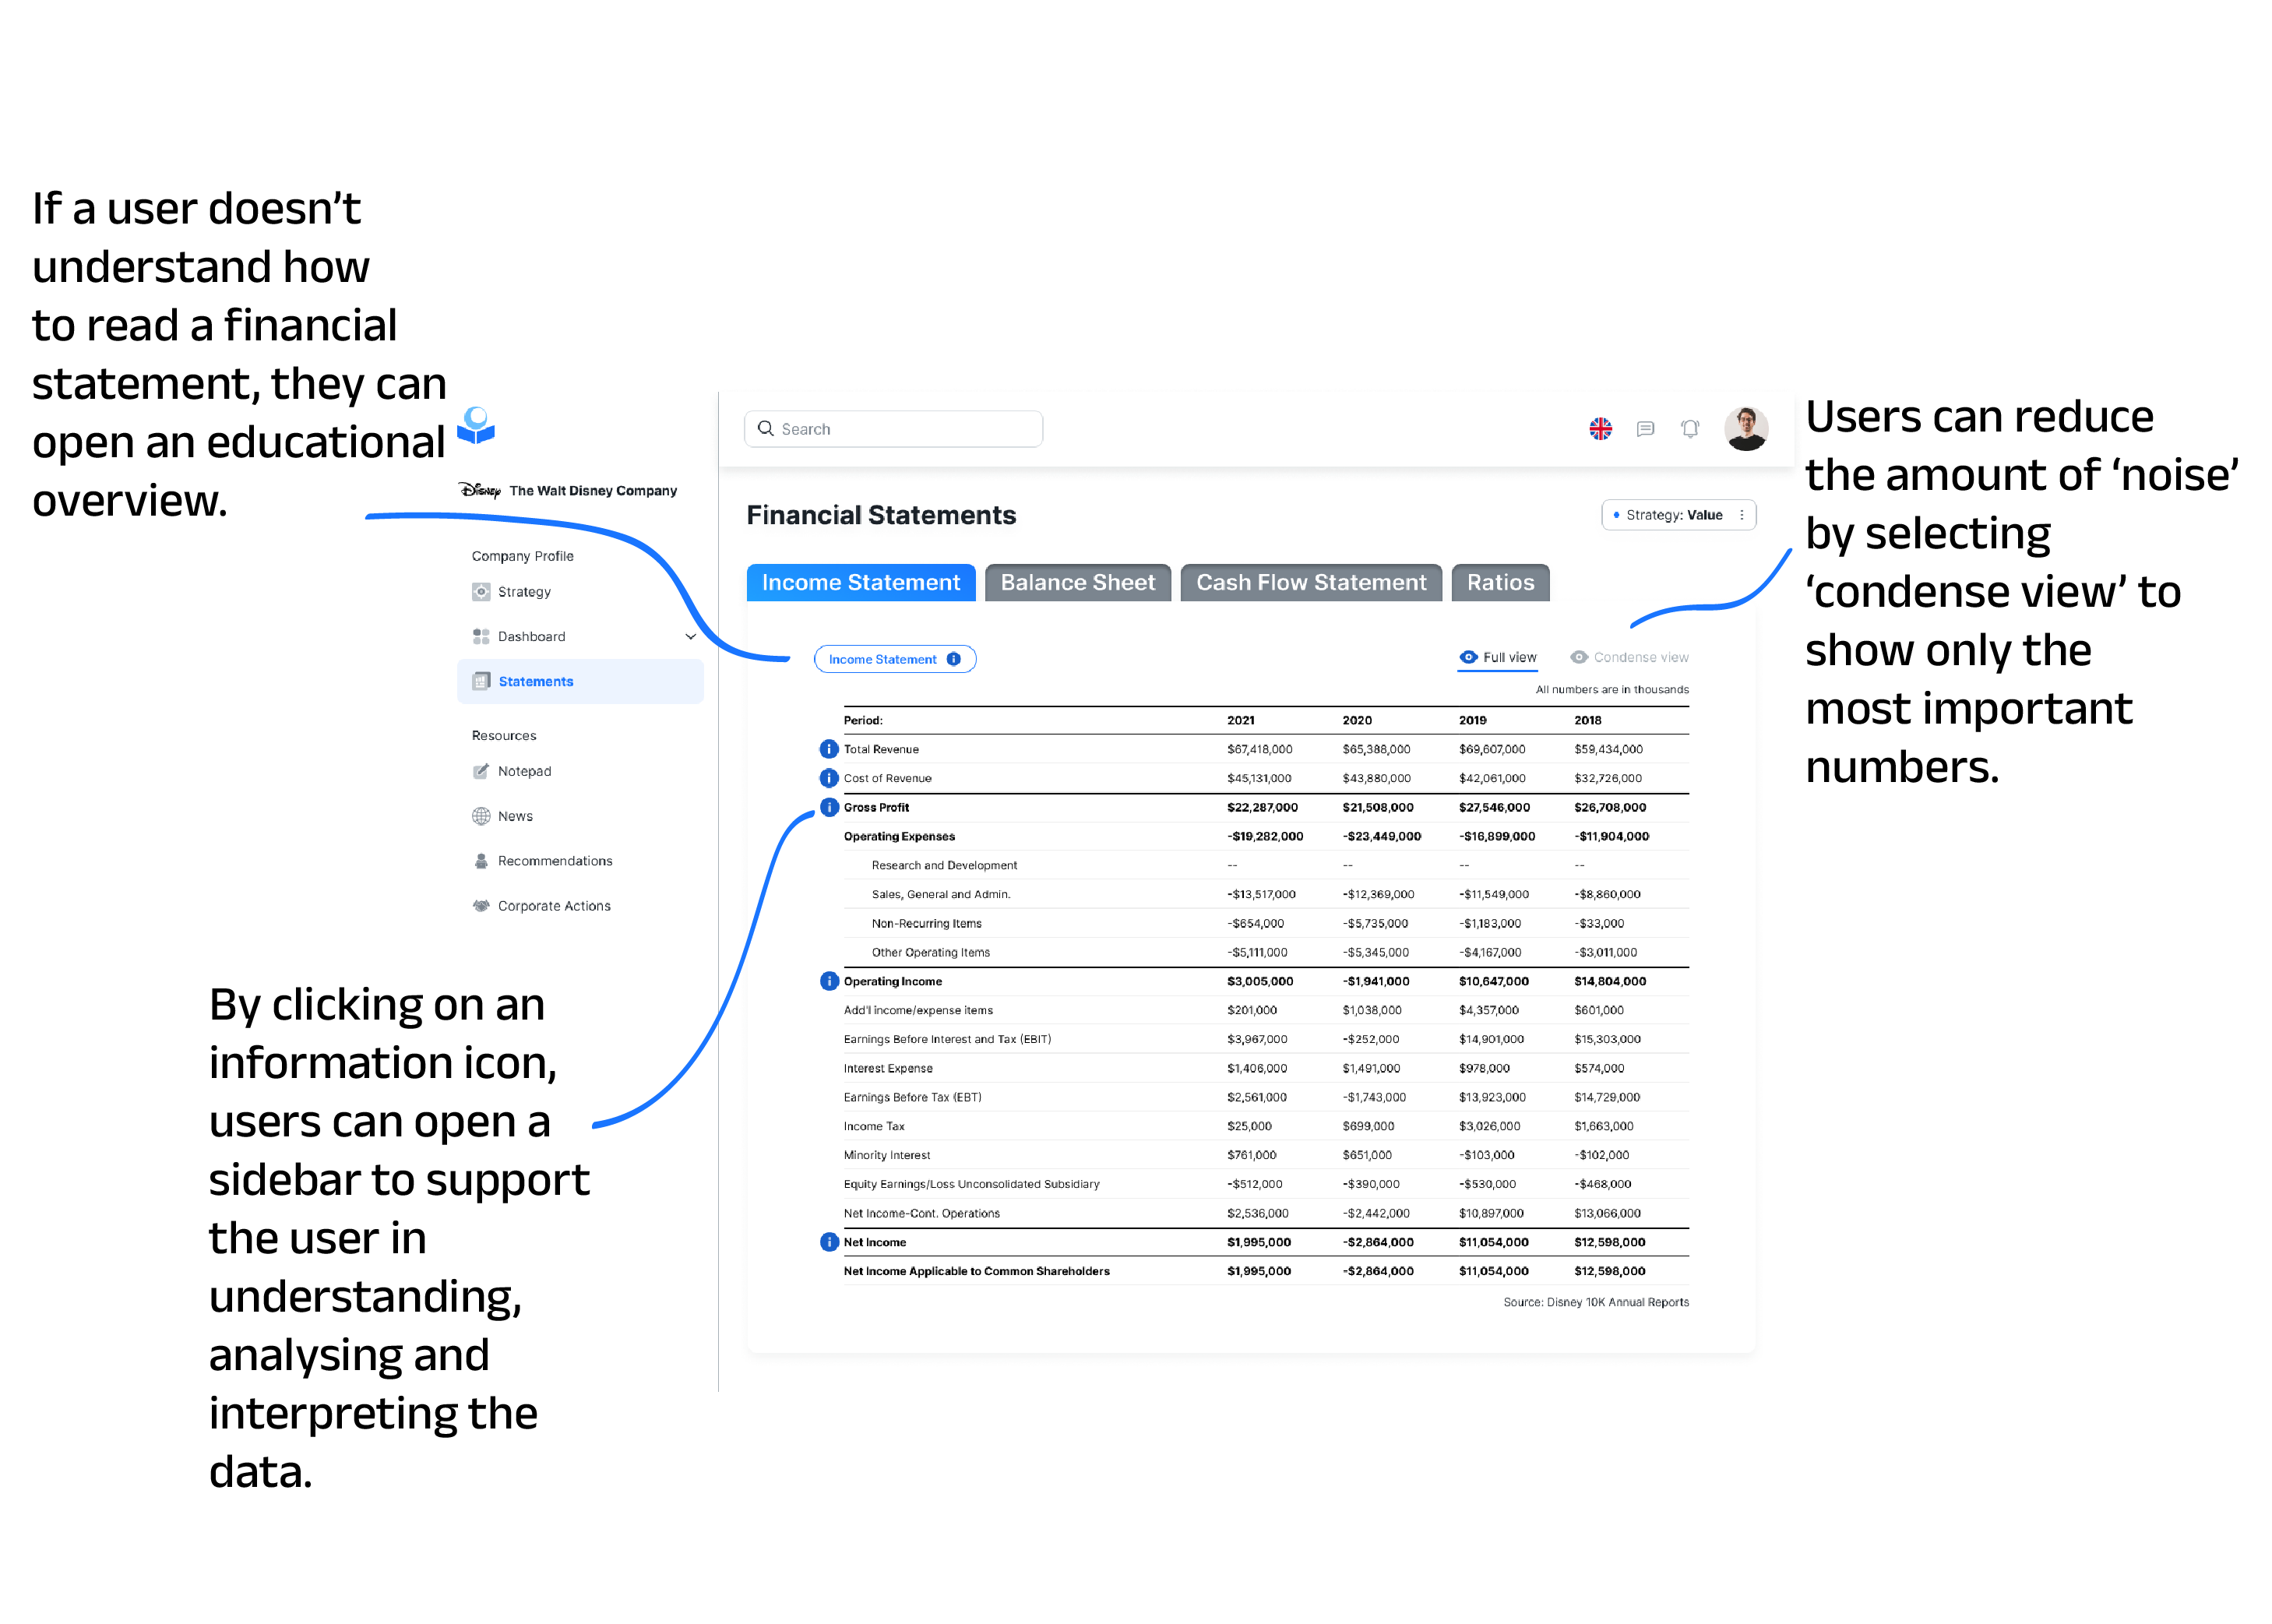 If a user doesn’t
understand how
to read a financial
statement, they can
open an educational
overview.
Search
Disney The Walt Disney Company
Company Profile
Strategy
Dashboard
Statements
Resources
Notepad
News
Recommendations
Corporate Actions
Financial Statements
Strategy: Value
Income Statement Balance Sheet Cash Flow Statement Ratios
Income Statement
Full view Condense view
All numbers are in thousands
Period: 2021 2020 2019 2018
Total Revenue $67,418,000 $65,388,000 $69,607,000 $59,434,000
Cost of Revenue $45,131,000 $43,880,000 $42,061,000 $32,726,000
Gross Profit $22,287,000 $21,508,000 $27,546,000 $26,708,000
Operating Expenses -$19,282,000 -$23,449,000 -$16,899,000 -$11,904,000
Research and Development -- -- -- --
Sales, General and Admin. -$13,517,000 -$12,369,000 -$11,549,000 -$8,860,000
Non-Recurring Items -$654,000 -$5,735,000 -$1,183,000 -$33,000
Other Operating Items -$5,111,000 -$5,345,000 -$4,167,000 -$3,011,000
Operating Income $3,005,000 -$1,941,000 $10,647,000 $14,804,000
Add'l income/expense items $201,000 $1,038,000 $4,357,000 $601,000
Earnings Before Interest and Tax (EBIT) $3,967,000 -$252,000 $14,901,000 $15,303,000
Interest Expense $1,406,000 $1,491,000 $978,000 $574,000
Earnings Before Tax (EBT) $2,561,000 -$1,743,000 $13,923,000 $14,729,000
Income Tax $25,000 $699,000 $3,026,000 $1,663,000
Minority Interest $761,000 $651,000 -$103,000 -$102,000
Equity Earnings/Loss Unconsolidated Subsidiary -$512,000 -$390,000 -$530,000 -$468,000
Net Income-Cont. Operations $2,536,000 -$2,442,000 $10,897,000 $13,066,000
Net Income $1,995,000 -$2,864,000 $11,054,000 $12,598,000
Net Income Applicable to Common Shareholders $1,995,000 -$2,864,000 $11,054,000 $12,598,000
Source: Disney 10K Annual Reports
Users can reduce
the amount of ‘noise’
by selecting
‘condense view’ to
show only the
most important
numbers.
By clicking on an
information icon,
users can open a
sidebar to support
the user in
understanding,
analysing and
interpreting the
data.